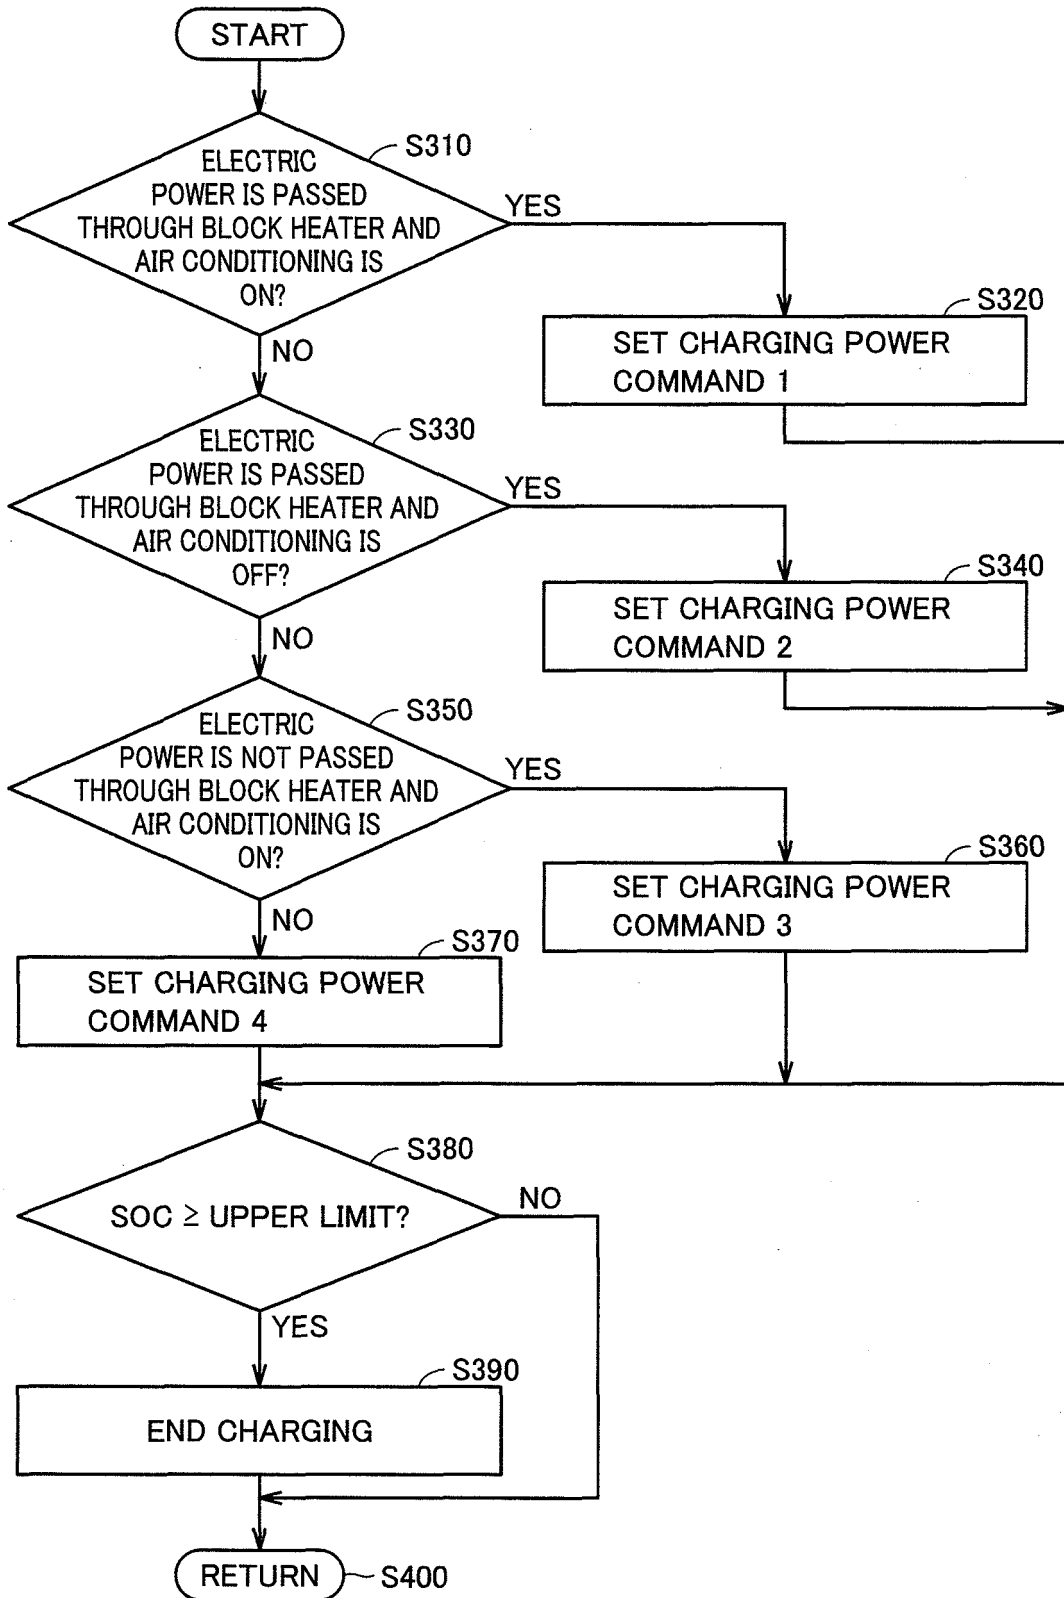 START
S310
ELECTRIC
POWER IS PASSED
THROUGH BLOCK HEATER AND
AIR CONDITIONING IS
ON?
YES
NO
S320
SET CHARGING POWER
COMMAND 1
S330
ELECTRIC
POWER IS PASSED
THROUGH BLOCK HEATER AND
AIR CONDITIONING IS
OFF?
YES
NO
S340
SET CHARGING POWER
COMMAND 2
S350
ELECTRIC
POWER IS NOT PASSED
THROUGH BLOCK HEATER AND
AIR CONDITIONING IS
ON?
YES
NO
S360
SET CHARGING POWER
COMMAND 3
S370
SET CHARGING POWER
COMMAND 4
S380
SOC ≥ UPPER LIMIT?
NO
YES
S390
END CHARGING
RETURN
S400